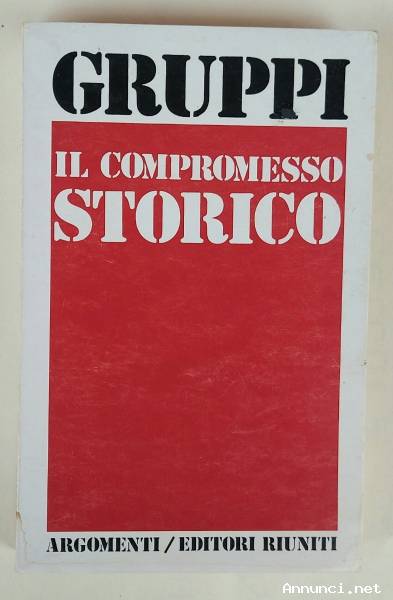 GRUPPI
IL COMPROMESSO
STORICO
ARGOMENTI/EDITORI RIUNITI
Annunci.net